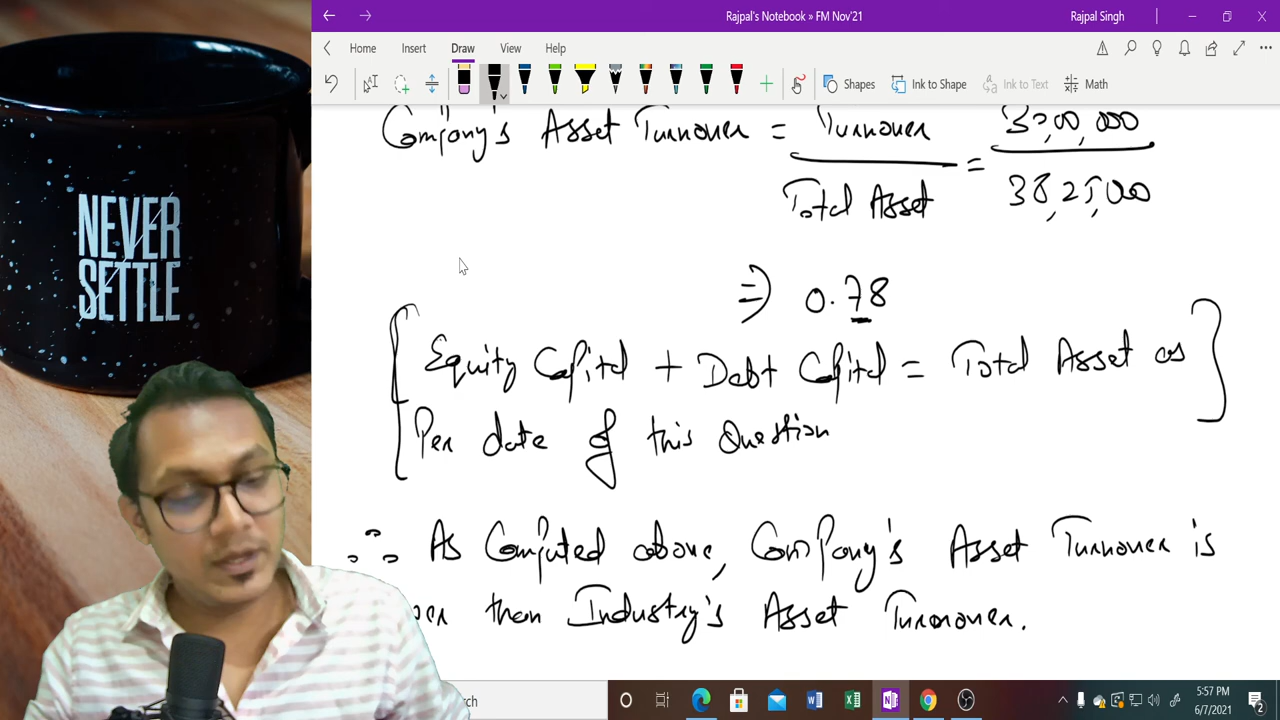 NEVER
SETTLE
Rajpal's Notebook » FM Nov'21
Rajpal Singh
Home Insert Draw View Help
Shapes Ink to Shape Ink to Text Math
Company's Asset Turnover = Turnover / Total Asset = 30,00,000 / 38,25,000
⇒ 0.78
[Equity Capital + Debt Capital = Total Asset as
Per date of this Question]
∴ As Computed above, Company's Asset Turnover is
than Industry's Asset Turnover.
5:57 PM
6/7/2021
2